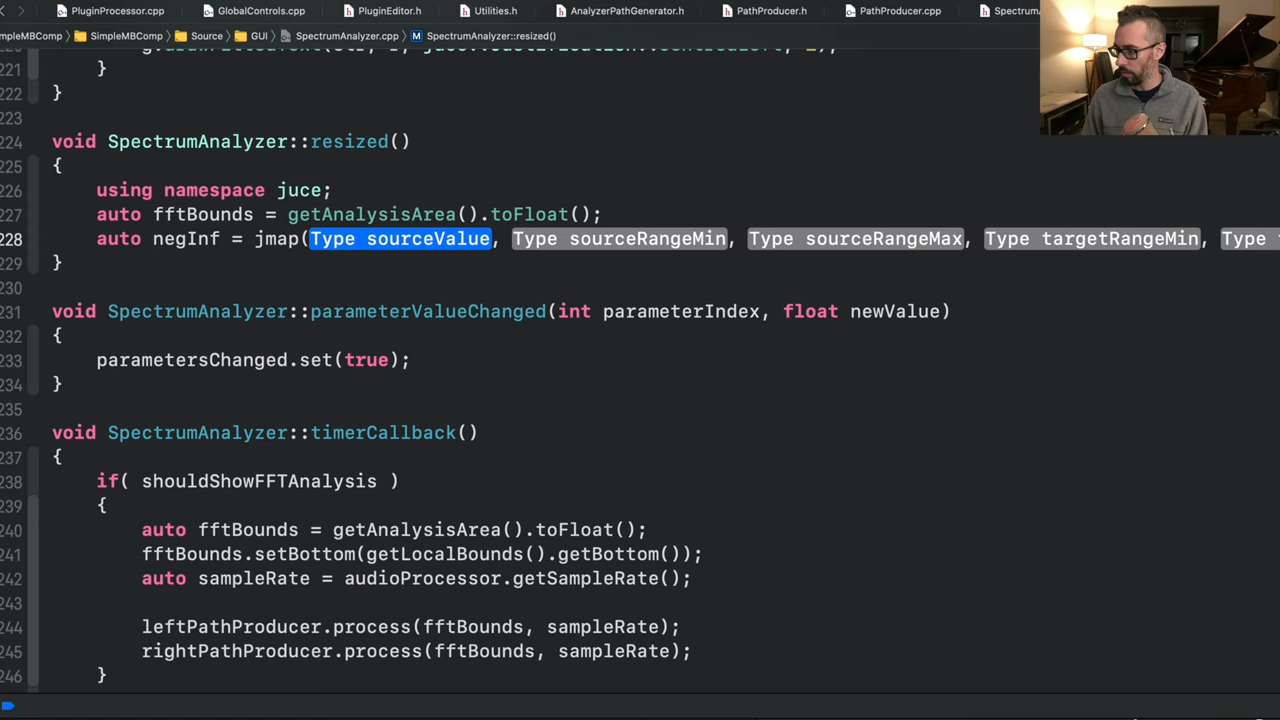 PluginProcessor.cpp GlobalControls.cpp PluginEditor.h Utilities.h AnalyzerPathGenerator.h PathProducer.h PathProducer.cpp Spectrum
mpleMBComp SimpleMBComp Source GUI SpectrumAnalyzer.cpp M SpectrumAnalyzer::resized()
221 }
222 }
223
224 void SpectrumAnalyzer::resized()
225 {
226 using namespace juce;
227 auto fftBounds = getAnalysisArea().toFloat();
228 auto negInf = jmap(Type sourceValue, Type sourceRangeMin, Type sourceRangeMax, Type targetRangeMin, Type
229 }
230
231 void SpectrumAnalyzer::parameterValueChanged(int parameterIndex, float newValue)
232 {
233 parametersChanged.set(true);
234 }
235
236 void SpectrumAnalyzer::timerCallback()
237 {
238 if( shouldShowFFTAnalysis )
239 {
240 auto fftBounds = getAnalysisArea().toFloat();
241 fftBounds.setBottom(getLocalBounds().getBottom());
242 auto sampleRate = audioProcessor.getSampleRate();
243
244 leftPathProducer.process(fftBounds, sampleRate);
245 rightPathProducer.process(fftBounds, sampleRate);
246 }